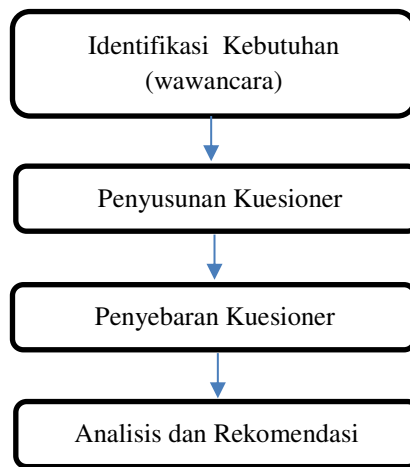 Identifikasi Kebutuhan
(wawancara)
Penyusunan Kuesioner
Penyebaran Kuesioner
Analisis dan Rekomendasi